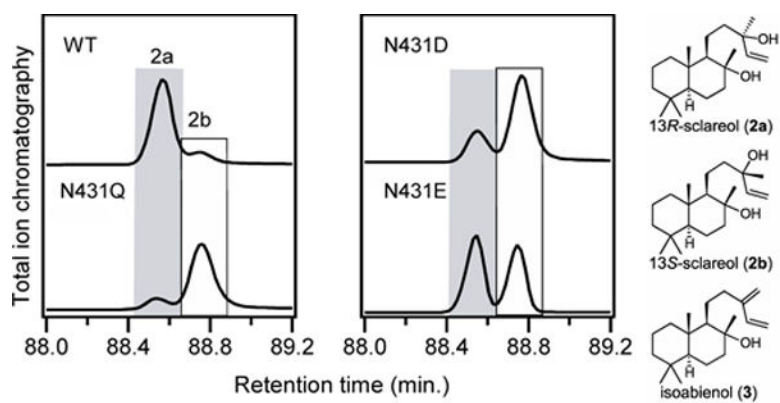 Total ion chromatography
WT
2a
2b
N431Q
88.0
88.4
88.8
89.2
N431D
N431E
88.0
88.4
88.8
89.2
Retention time (min.)
OH
OH
H
13R-sclareol (2a)
OH
OH
H
13S-sclareol (2b)
OH
H
isoabienol (3)